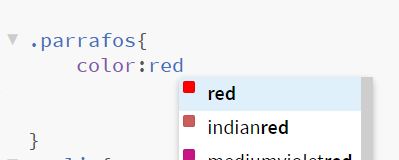 .parrafos{
color:red
red
indianred
mediumvioletred
}